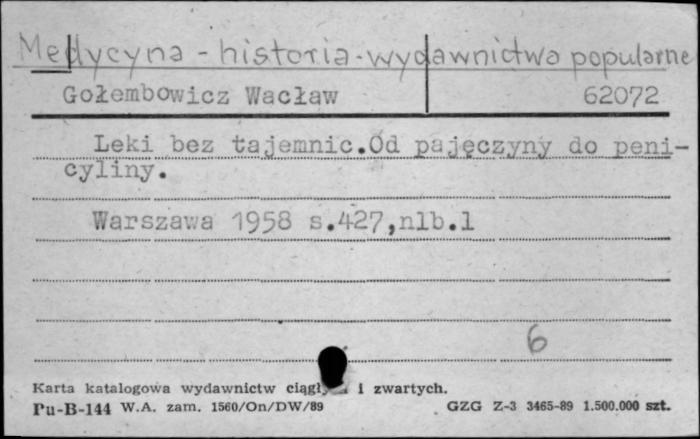 Medycyna - historia - wydawnictwa popularne
Gołembowicz Wacław 62072
Leki bez tajemnic.Od pajęczyny do peni-
cyliny.
Warszawa 1958 s.427,nlb.1
6
Karta katalogowa wydawnictw i zwartych.
Pu-B-144 W.A. zam. 1560/On/DW/89 GZG Z-3 3465-89 1.500.000 szt.